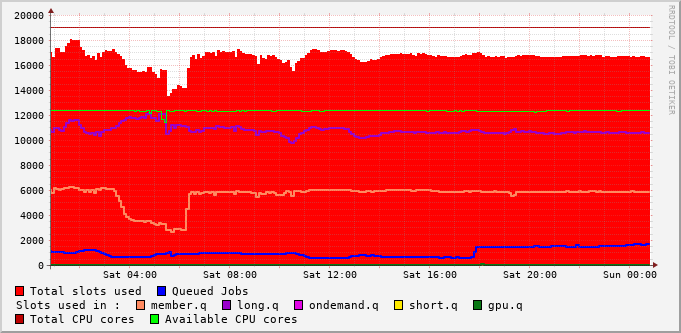 20000
18000
16000
14000
12000
10000
8000
6000
4000
2000
0
Sat 04:00 Sat 08:00 Sat 12:00 Sat 16:00 Sat 20:00 Sun 00:00
RRDTOOL / TOBI OETIKER
Total slots used Queued Jobs
Slots used in : member.q long.q ondemand.q short.q gpu.q
Total CPU cores Available CPU cores